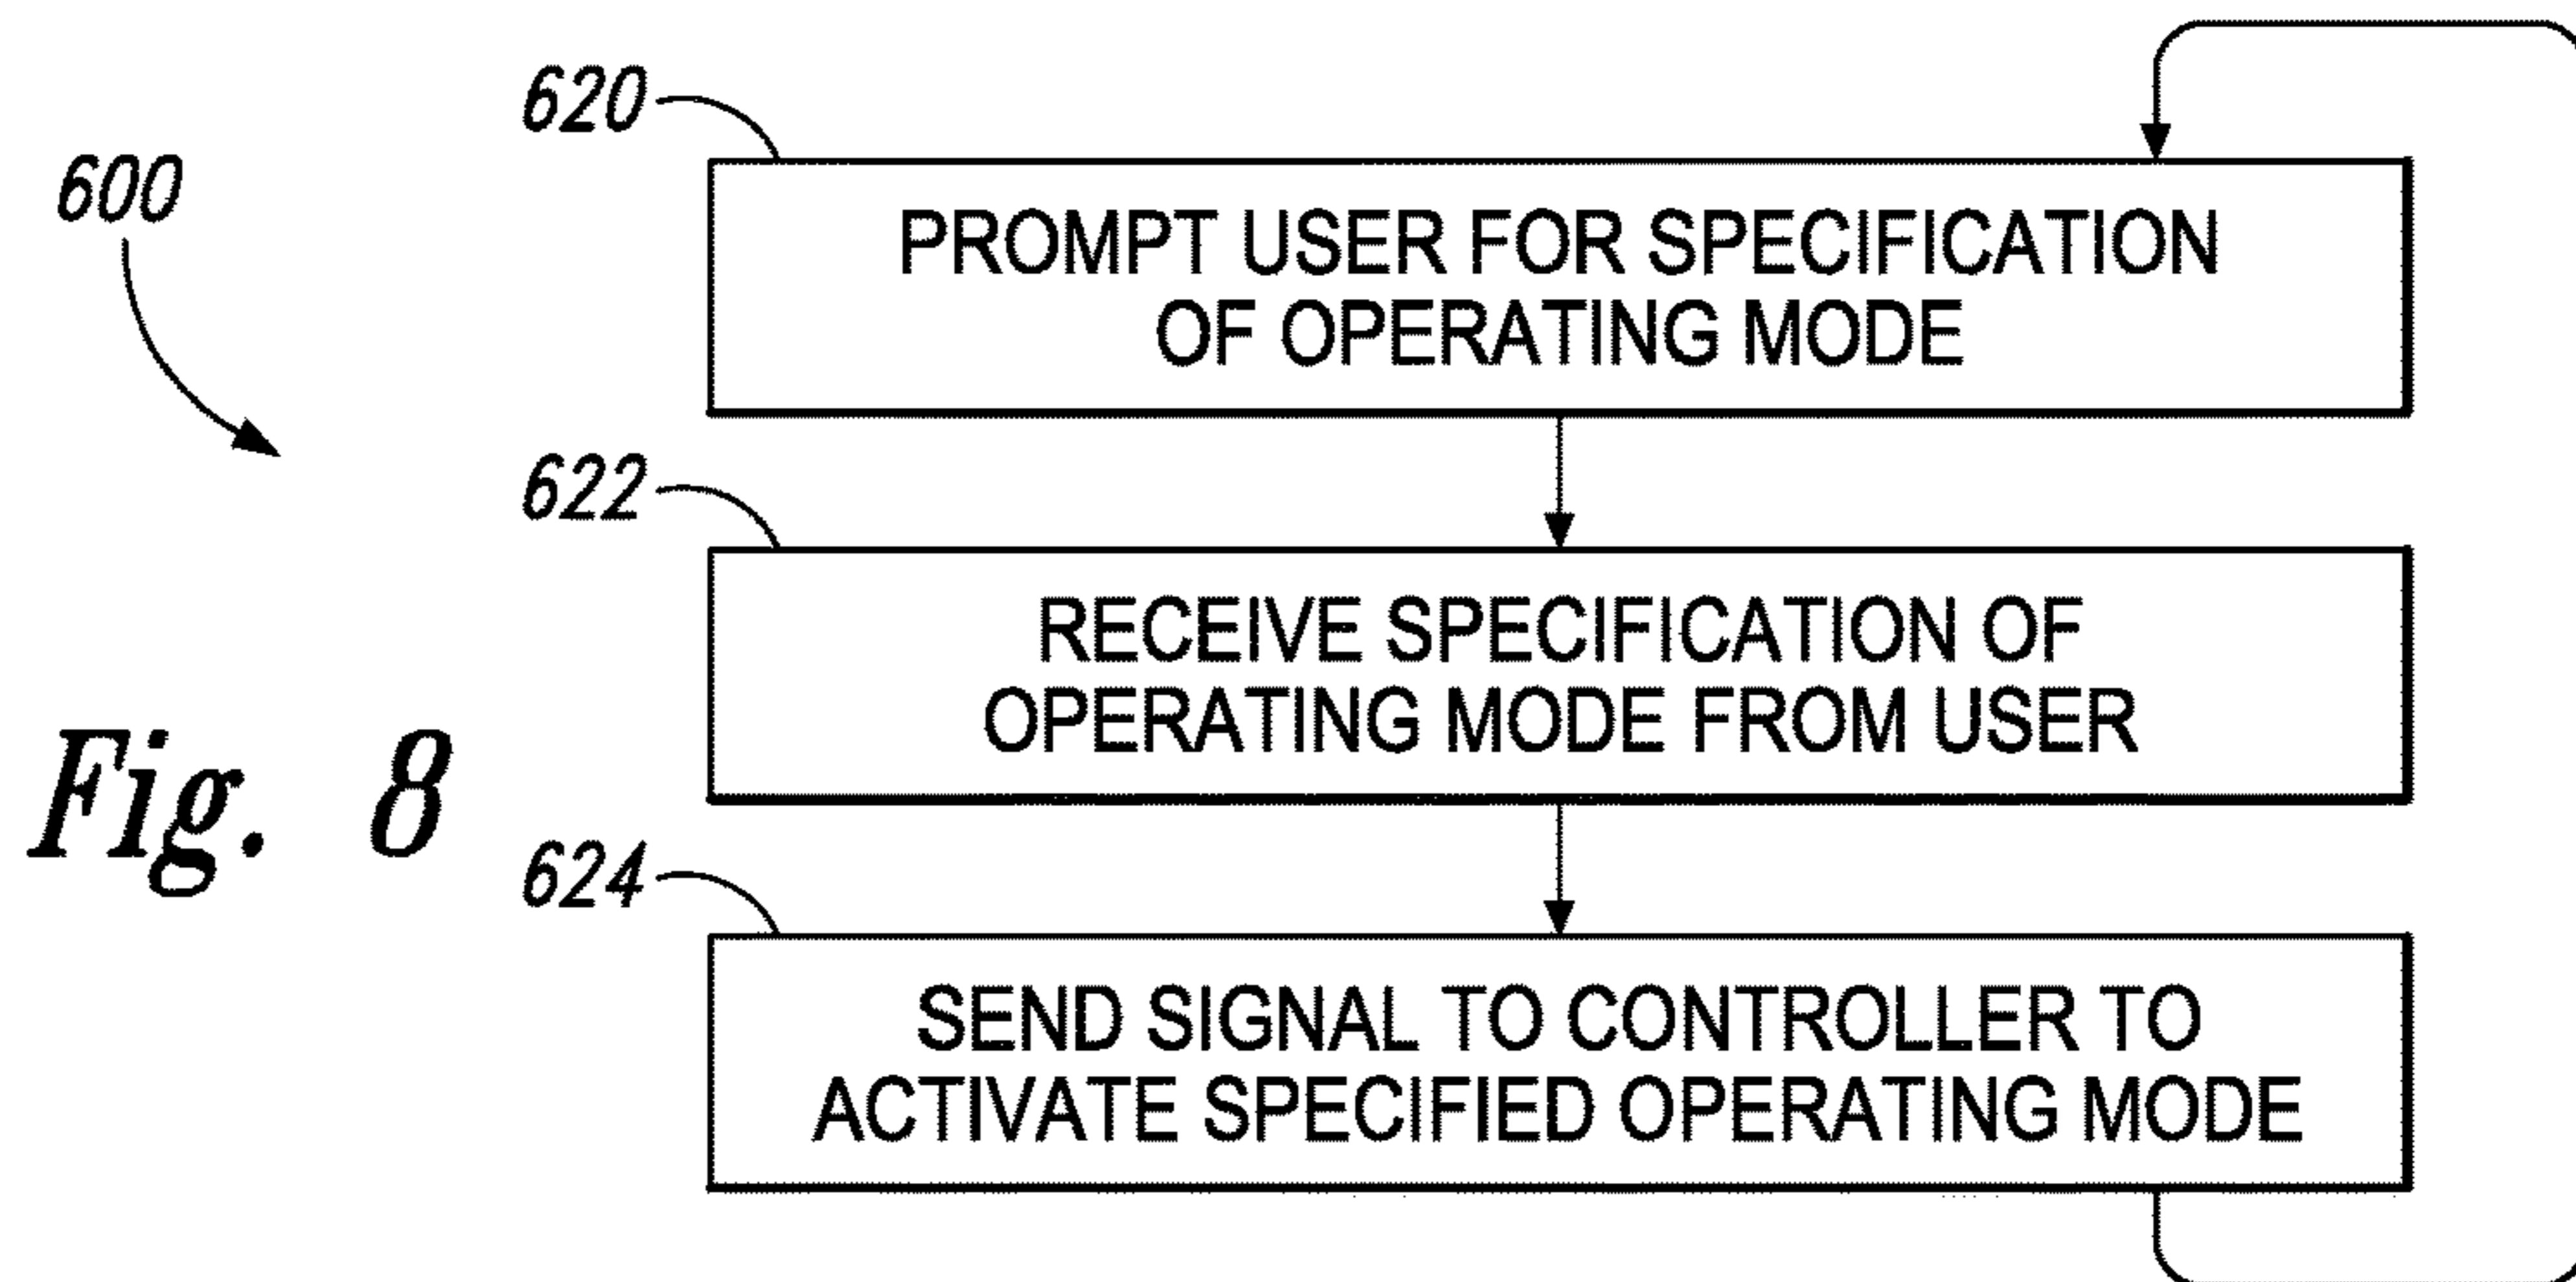 620
600
PROMPT USER FOR SPECIFICATION
OF OPERATING MODE
622
RECEIVE SPECIFICATION OF
OPERATING MODE FROM USER
Fig. 8
624
SEND SIGNAL TO CONTROLLER TO
ACTIVATE SPECIFIED OPERATING MODE